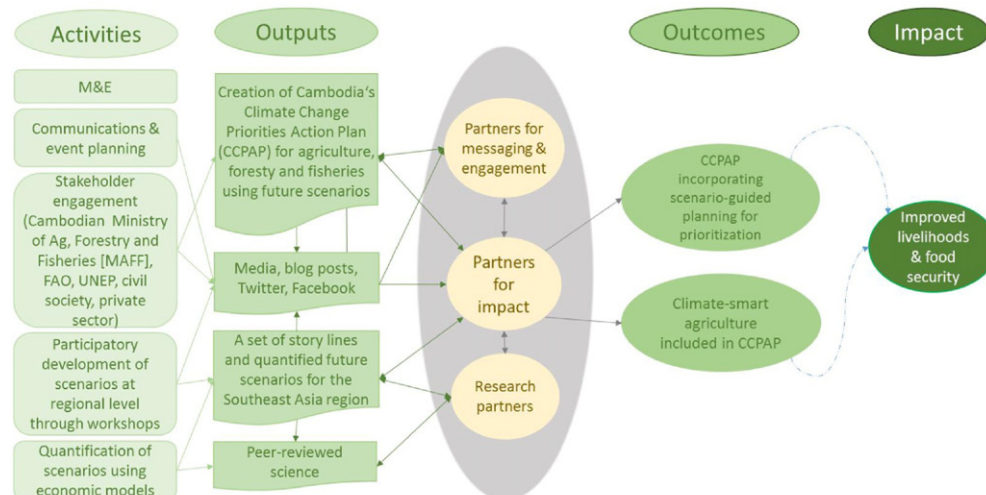 Activities
M&E
Communications &
event planning
Stakeholder
engagement
(Cambodian Ministry
of Ag, Forestry and
Fisheries [MAFF],
FAO, UNEP, civil
society, private
sector)
Participatory
development of
scenarios at
regional level
through workshops
Quantification of
scenarios using
economic models
Outputs
Creation of Cambodia's
Climate Change
Priorities Action Plan
(CCPAP) for agriculture,
foresty and fisheries
using future scenarios
Media, blog posts,
Twitter, Facebook
A set of story lines
and quantified future
scenarios for the
Southeast Asia region
Peer-reviewed
science
Partners for
messaging &
engagement
Partners
for
impact
Research
partners
Outcomes
CCPAP
incorporating
scenario-guided
planning for
prioritization
Climate-smart
agriculture
included in CCPAP
Impact
Improved
livelihoods
& food
security